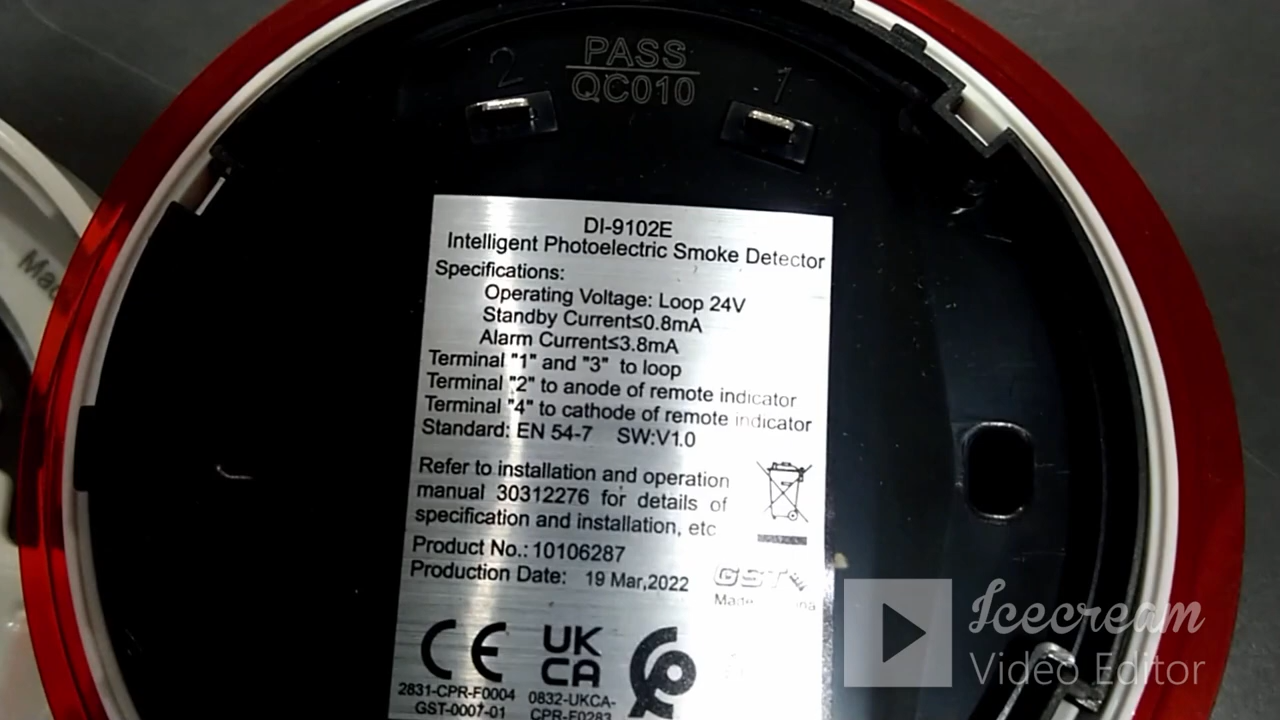 PASS
QC010
2
1
DI-9102E
Intelligent Photoelectric Smoke Detector
Specifications:
Operating Voltage: Loop 24V
Standby Current≤0.8mA
Alarm Current≤3.8mA
Terminal "1" and "3" to loop
Terminal "2" to anode of remote indicator
Terminal "4" to cathode of remote indicator
Standard: EN 54-7 SW:V1.0
Refer to installation and operation
manual 30312276 for details of
specification and installation, etc
Product No.: 10106287
Production Date: 19 Mar,2022
GST
CE
UK
CA
2831-CPR-F0004
GST-0007-01
0832-UKCA-
CPR-F0283
Icecream
Video Editor